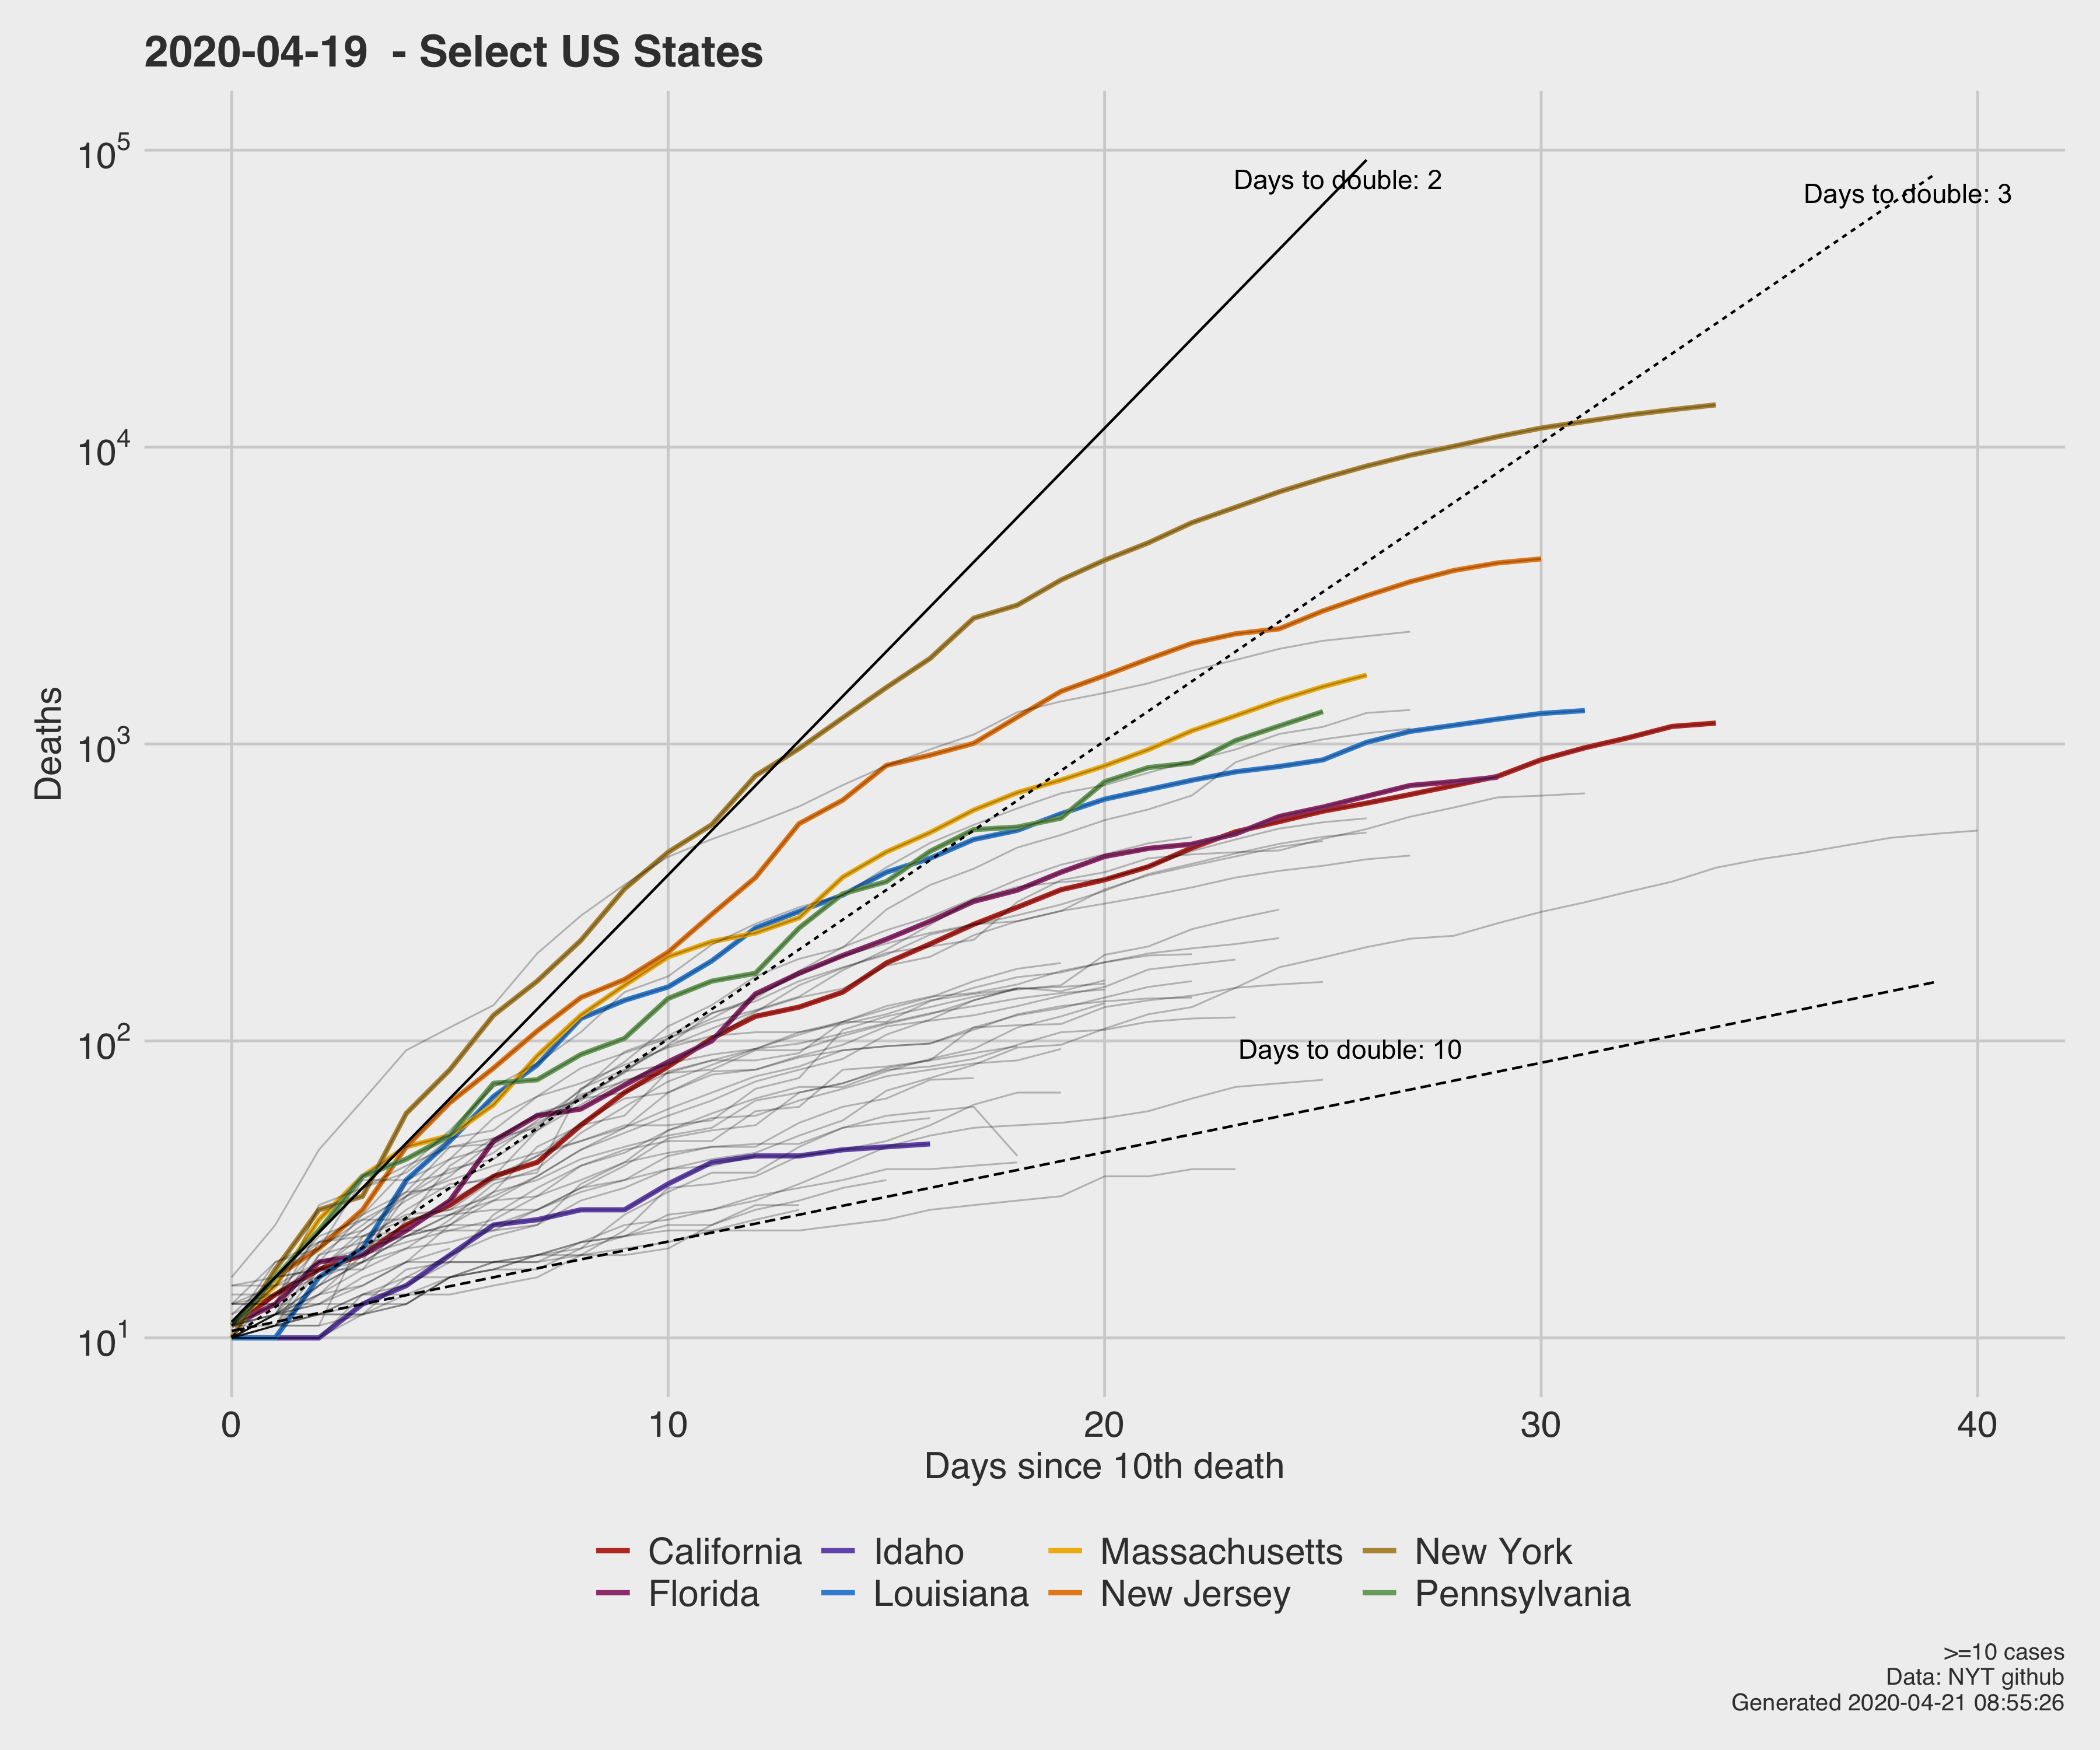 2020-04-19 - Select US States
10^5
10^4
10^3
10^2
10^1
Deaths
Days to double: 2
Days to double: 3
Days to double: 10
0 10 20 30 40
Days since 10th death
California Idaho Massachusetts New York
Florida Louisiana New Jersey Pennsylvania
>=10 cases
Data: NYT github
Generated 2020-04-21 08:55:26